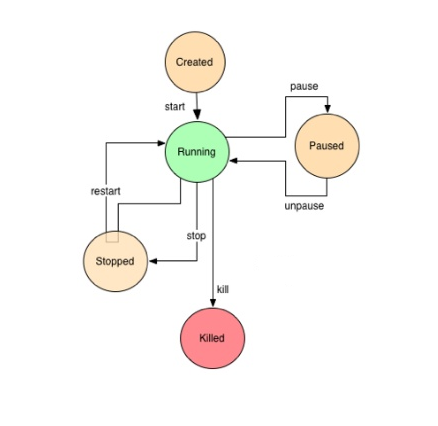 Created
start
pause
Running
Paused
restart
unpause
stop
Stopped
kill
Killed